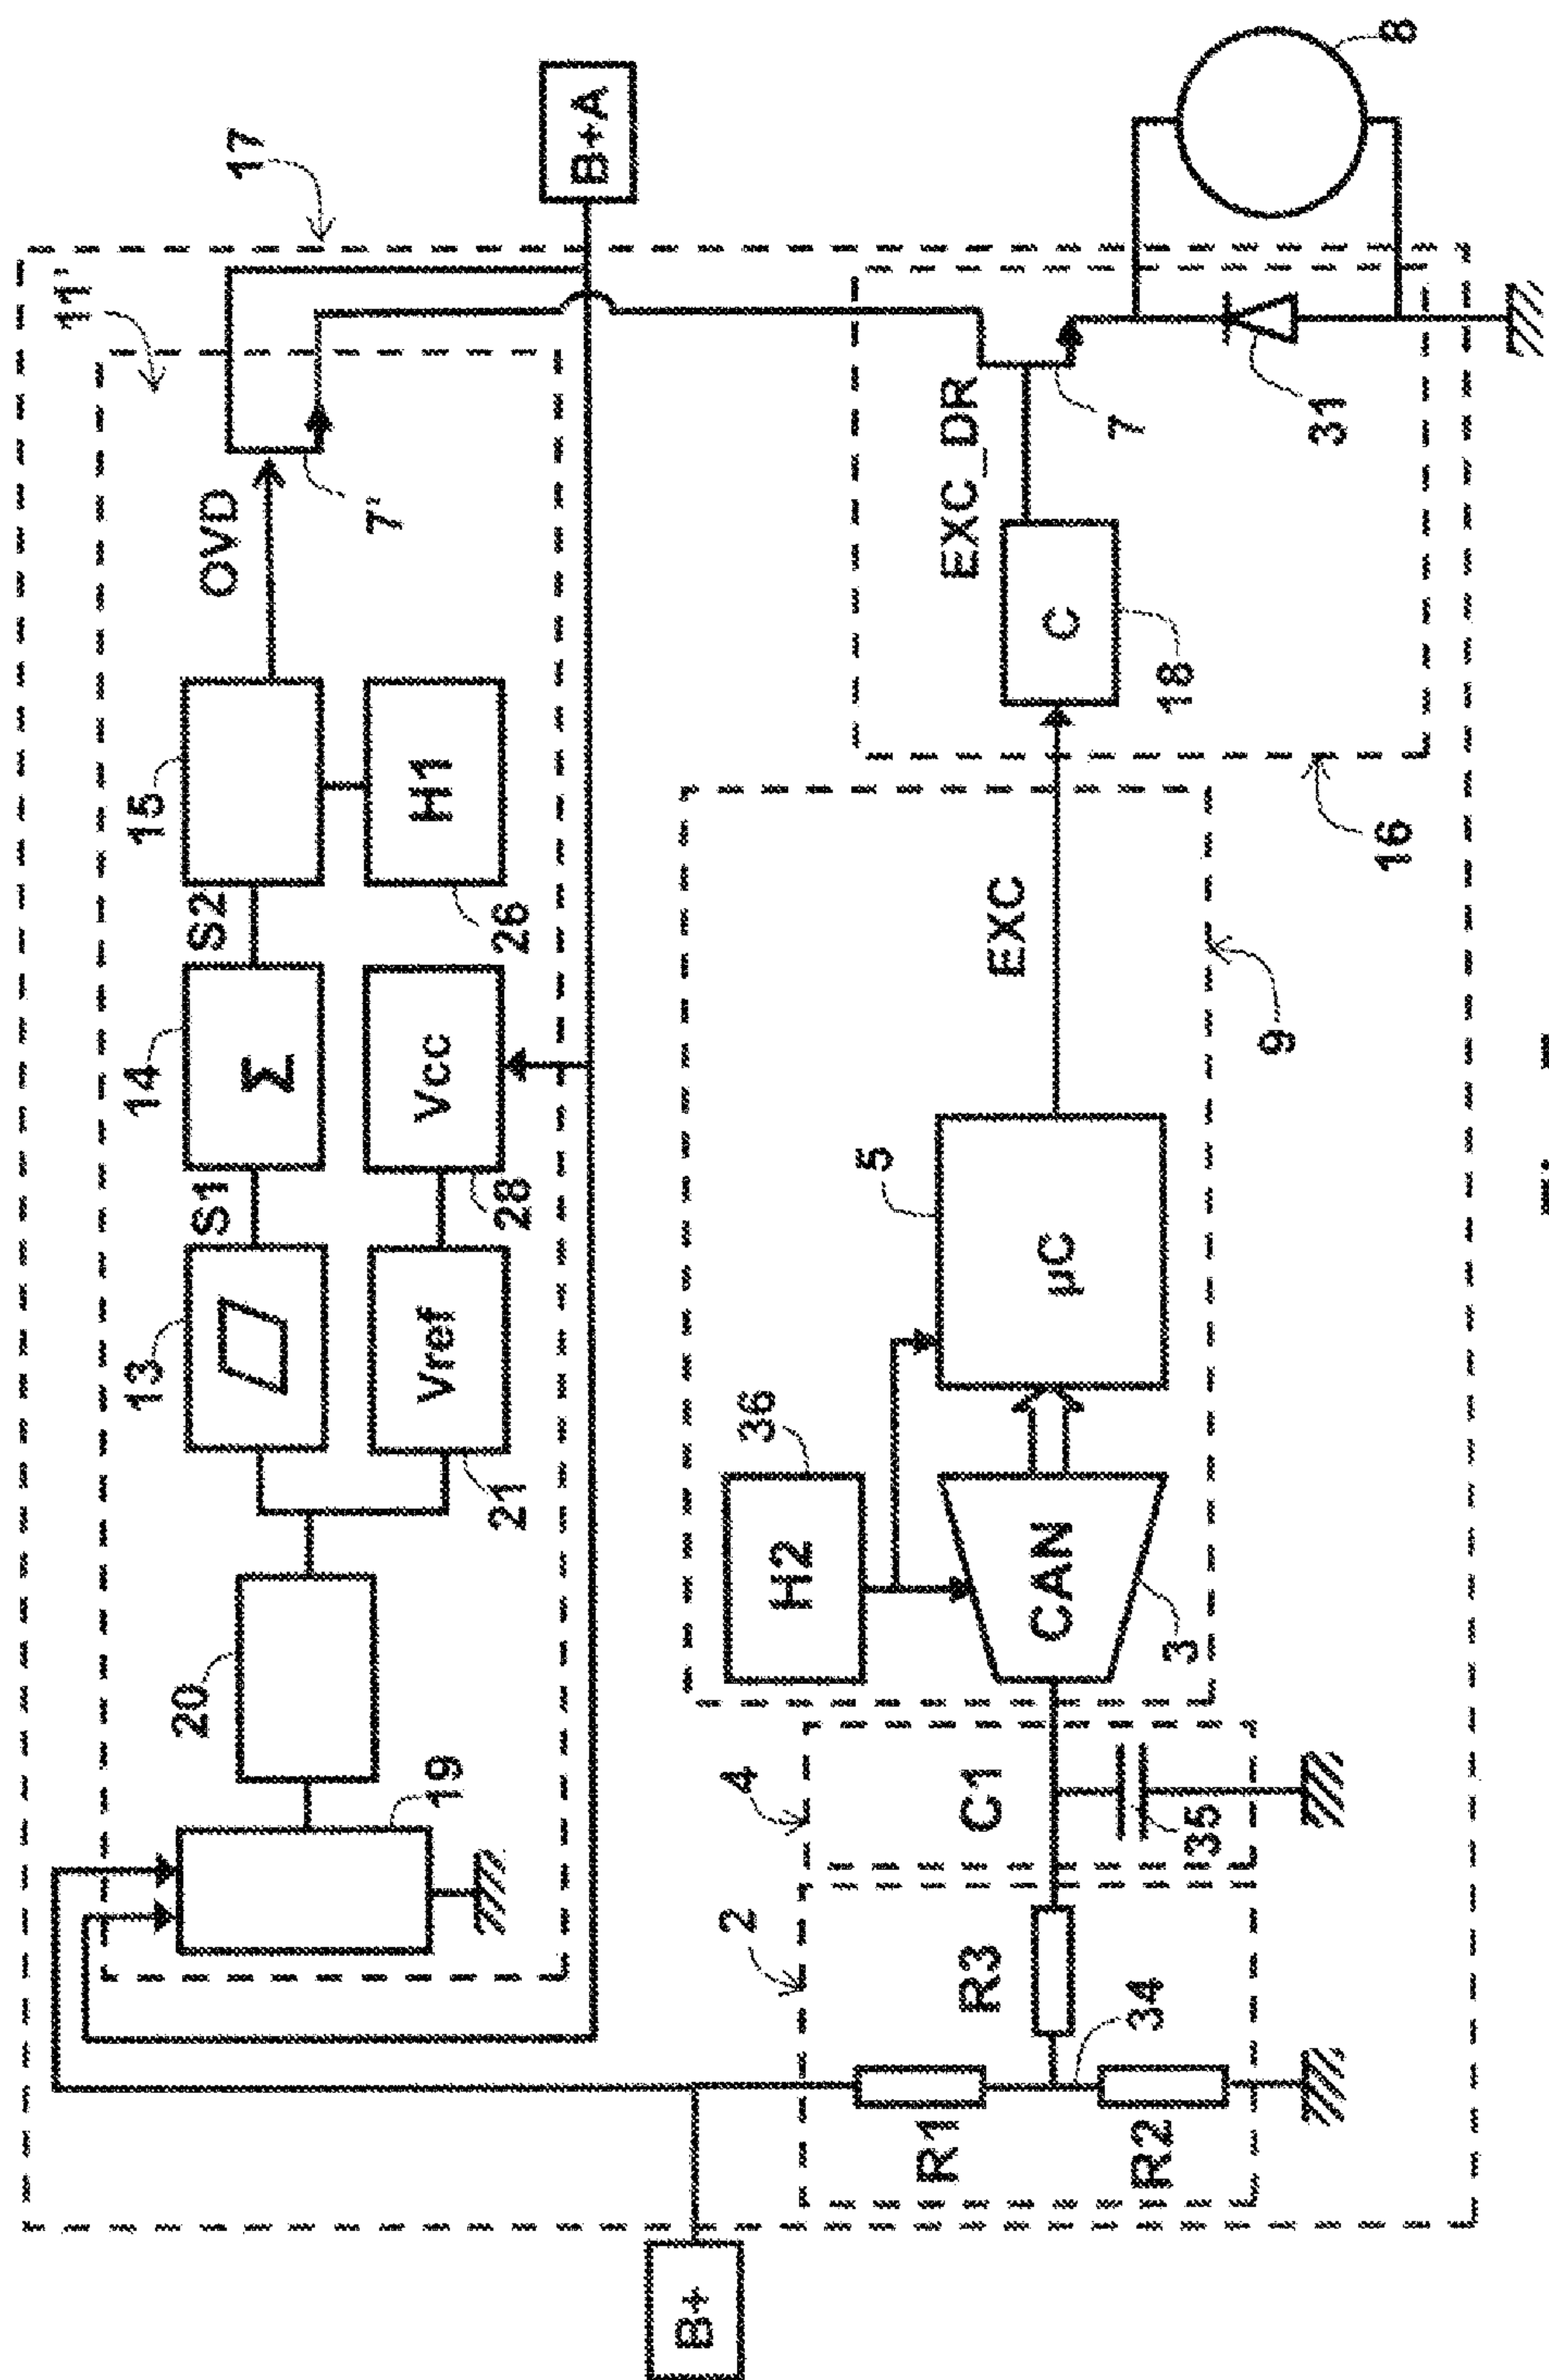 17
11'
20
13
14
15
OVD
S1
S2
Σ
19
Vref
Vcc
H1
7'
21
28
26
B+A
B+
2
4
H2
36
5
EXC
EXC_DR
R1
R3
C1
CAN
µC
C
7
34
R2
35
3
9
18
31
16
8